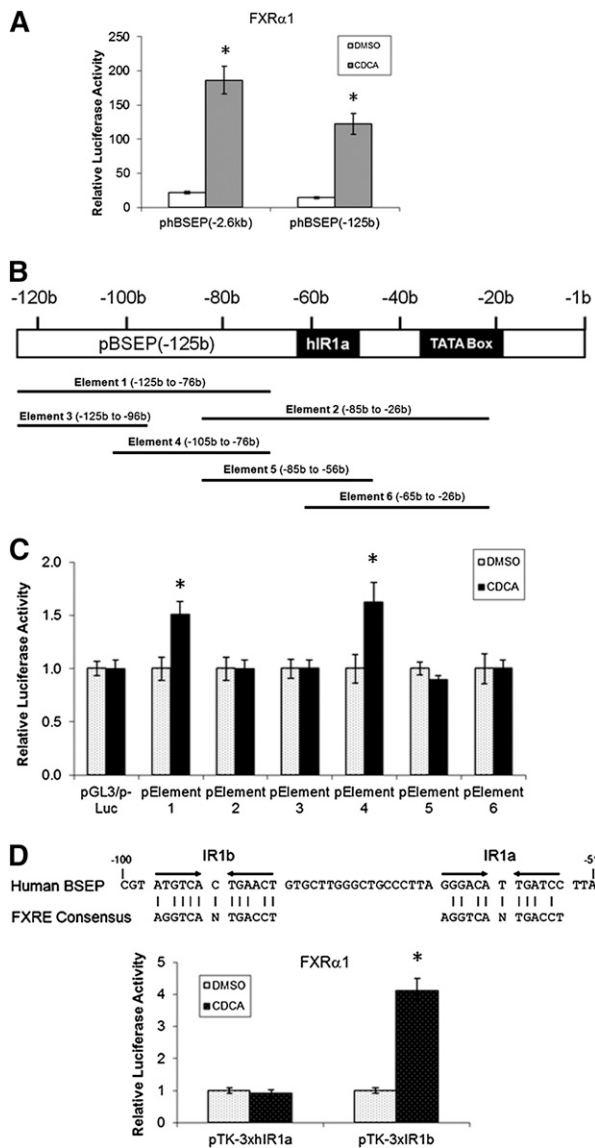 A
FXRα1
DMSO
CDCA
Relative Luciferase Activity
250
200
150
100
50
0
*
*
phBSEP(-2.6kb) phBSEP(-125b)
B
-120b -100b -80b -60b -40b -20b -1b
pBSEP(-125b) hIR1a TATA Box
Element 1 (-125b to -76b)
Element 3 (-125b to -96b) Element 2 (-85b to -26b)
Element 4 (-105b to -76b)
Element 5 (-85b to -56b)
Element 6 (-65b to -26b)
C
DMSO
CDCA
Relative Luciferase Activity
2.0
1.5
1.0
0.5
0.0
*
*
pGL3/p-Luc pElement 1 pElement 2 pElement 3 pElement 4 pElement 5 pElement 6
D
-100 IR1b IR1a -51
Human BSEP CGT ATGTCA C TGAACT GTGCTTGGGCTGCCCTTA GGGACA T TGATCC TTA
FXRE Consensus AGGTCA N TGACCT AGGTCA N TGACCT
FXRα1
DMSO
CDCA
Relative Luciferase Activity
5
4
3
2
1
0
*
pTK-3xhIR1a pTK-3xIR1b